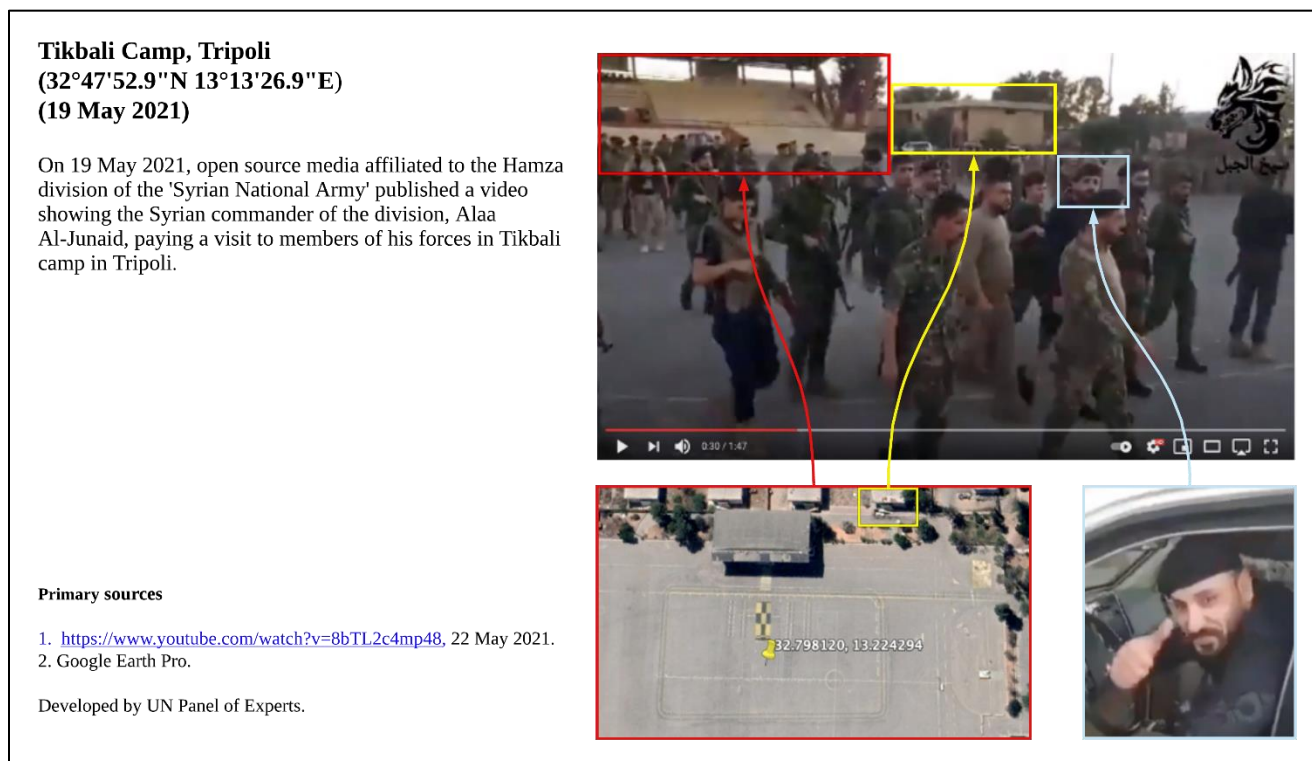 Tikbali Camp, Tripoli
(32°47'52.9"N 13°13'26.9"E)
(19 May 2021)
On 19 May 2021, open source media affiliated to the Hamza
division of the 'Syrian National Army' published a video
showing the Syrian commander of the division, Alaa
Al-Junaid, paying a visit to members of his forces in Tikbali
camp in Tripoli.
Primary sources
1. https://www.youtube.com/watch?v=8bTL2c4mp48, 22 May 2021.
2. Google Earth Pro.
Developed by UN Panel of Experts.
0:30 / 1:47
32.798120, 13.224294